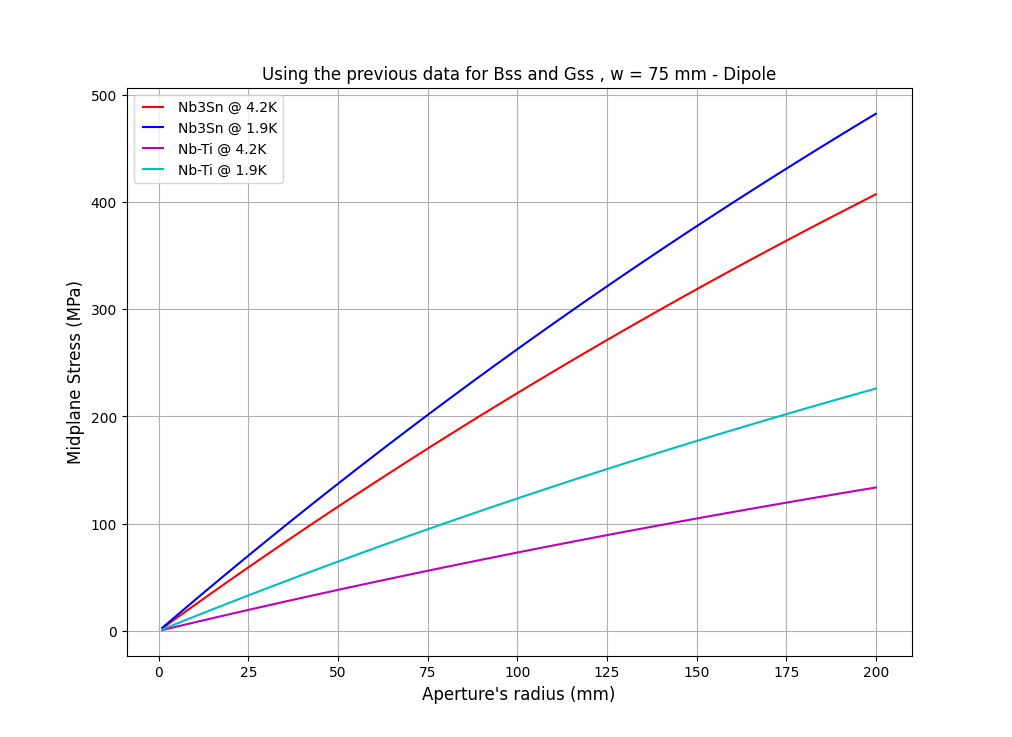 Using the previous data for Bss and Gss , w = 75 mm - Dipole
Nb3Sn @ 4.2K
Nb3Sn @ 1.9K
Nb-Ti @ 4.2K
Nb-Ti @ 1.9K
Midplane Stress (MPa)
500
400
300
200
100
0
0 25 50 75 100 125 150 175 200
Aperture's radius (mm)